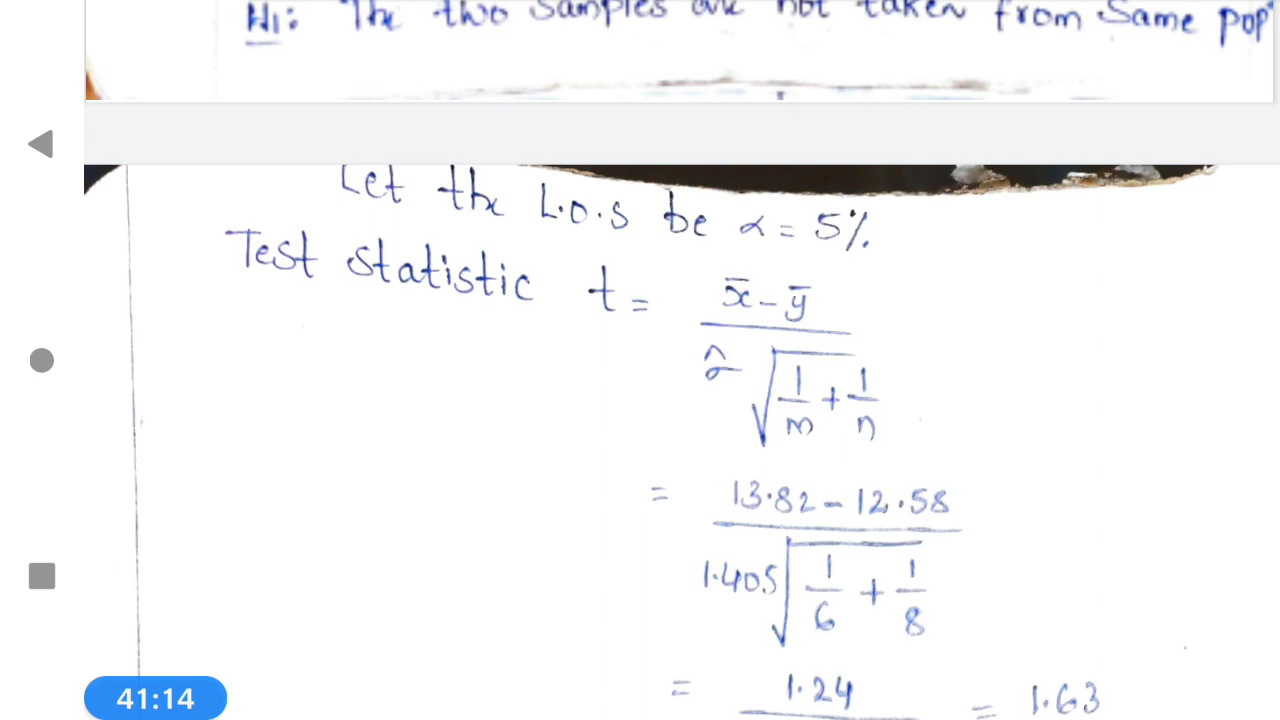 H1: The two samples are not taken from Same pop
Let the L.O.S be α = 5%.
Test statistic t = x̄ - ȳ
σ̂ √ 1/m + 1/n
= 13.82 - 12.58
1.405 √ 1/6 + 1/8
= 1.24 = 1.63
41:14